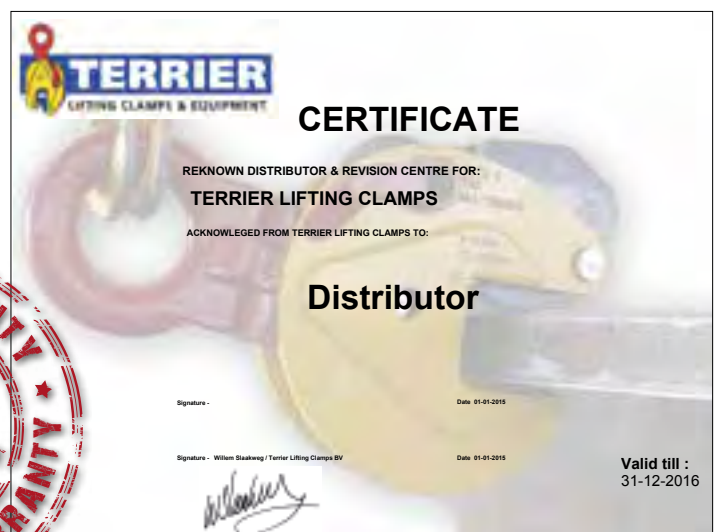 TERRIER
LIFTING CLAMPS & EQUIPMENT
CERTIFICATE
REKNOWN DISTRIBUTOR & REVISION CENTRE FOR:
TERRIER LIFTING CLAMPS
ACKNOWLEGED FROM TERRIER LIFTING CLAMPS TO:
Distributor
Signature -
Date 01-01-2015
Signature - Willem Slaakweg / Terrier Lifting Clamps BV
Date 01-01-2015
Valid till :
31-12-2016